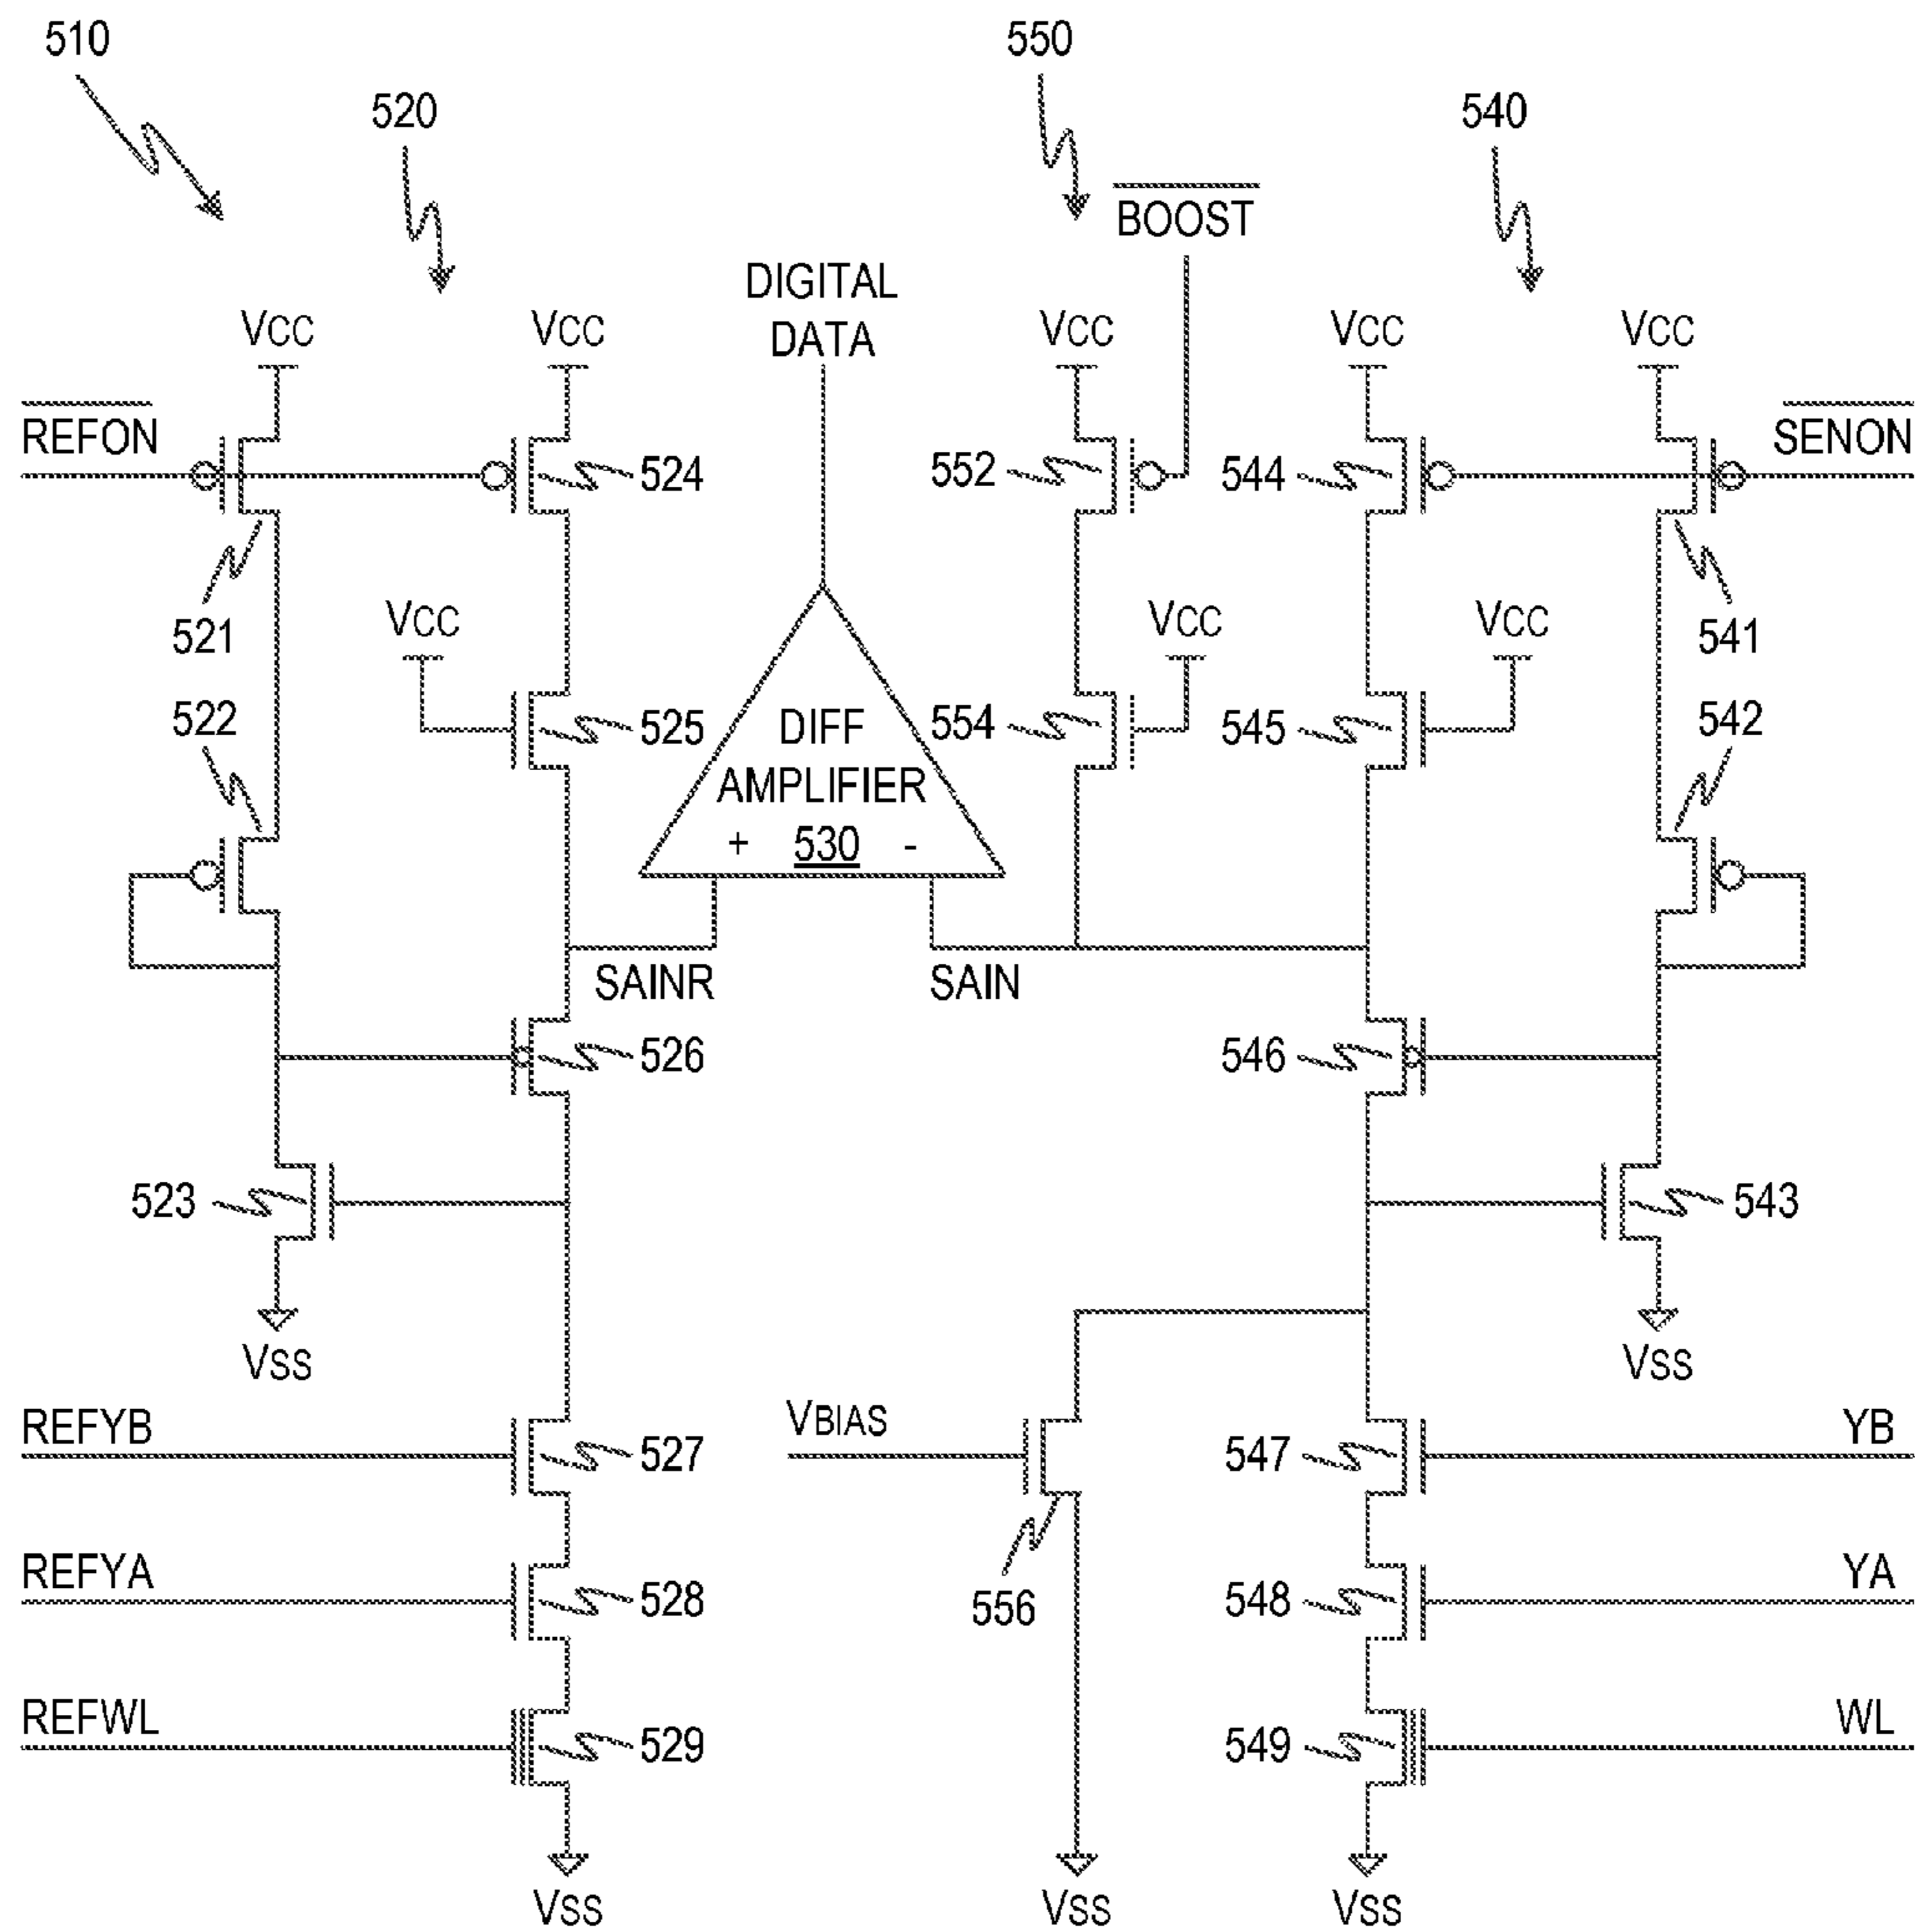 510
550
520
540
BOOST
DIGITAL
DATA
VCC
VCC
VCC
VCC
VCC
REFON
SENON
524
552
544
521
VCC
VCC
VCC
541
522
525
DIFF
AMPLIFIER
+ 530 -
554
545
542
SAINR
SAIN
526
546
523
543
VSS
VSS
REFYB
527
VBIAS
547
YB
REFYA
528
556
548
YA
REFWL
529
549
WL
VSS
VSS
VSS